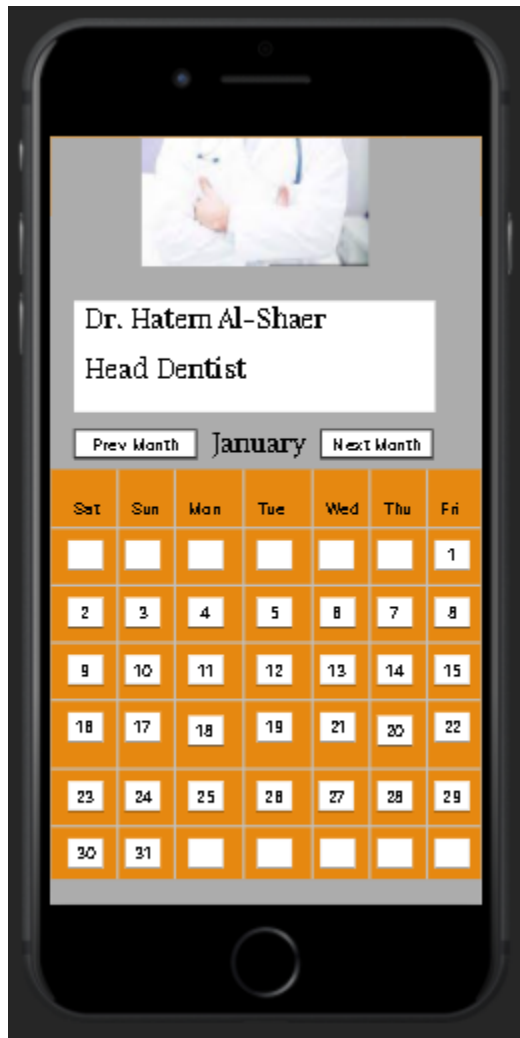 Dr. Hatem Al-Shaer
Head Dentist
Prev Month January Next Month
Sat Sun Mon Tue Wed Thu Fri
1
2 3 4 5 6 7 8
9 10 11 12 13 14 15
16 17 18 19 21 20 22
23 24 25 26 27 28 29
30 31